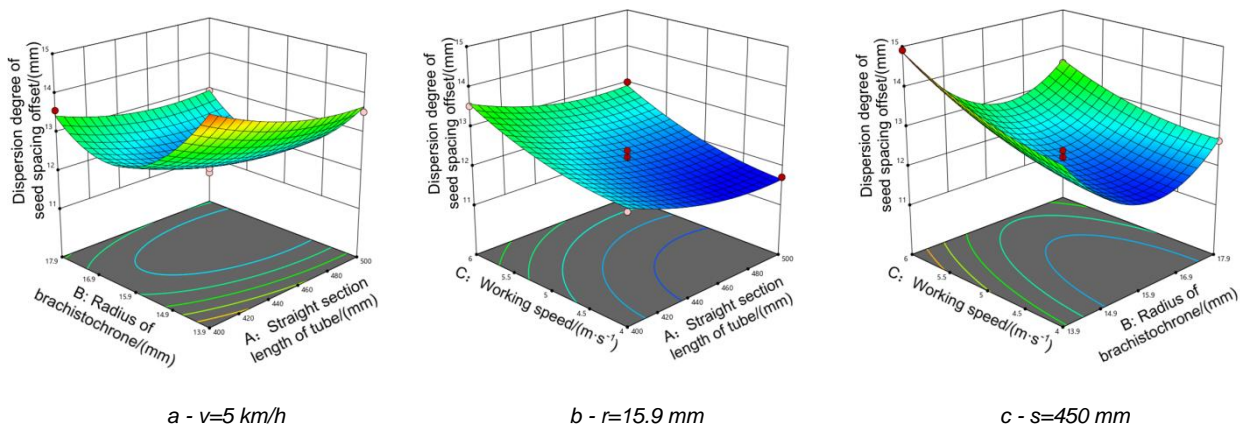 Dispersion degree of
seed spacing offset/(mm)
15
14
13
12
11
17.9
16.9
15.9
14.9
13.9
400
420
440
460
480
500
B: Radius of
brachistochrone/(mm)
A: Straight section
length of tube/(mm)
a - v=5 km/h
Dispersion degree of
seed spacing offset/(mm)
15
14
13
12
11
6
5.5
5
4.5
4
400
420
440
460
480
500
C: Working speed/(m·s⁻¹)
A: Straight section
length of tube/(mm)
b - r=15.9 mm
Dispersion degree of
seed spacing offset/(mm)
15
14
13
12
11
6
5.5
5
4.5
4
13.9
14.9
15.9
16.9
17.9
C: Working speed/(m·s⁻¹)
B: Radius of
brachistochrone/(mm)
c - s=450 mm